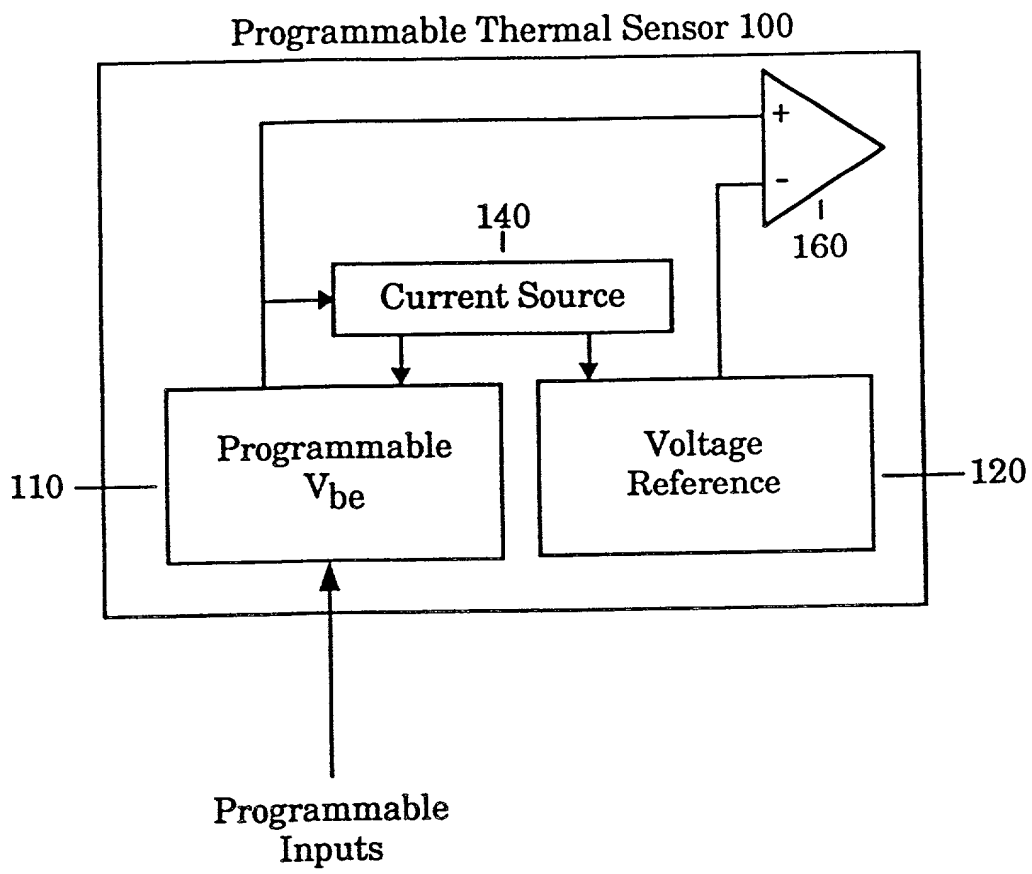 Programmable Thermal Sensor 100
+
-
160
140
Current Source
Programmable
Vbe
110
Voltage
Reference
120
Programmable
Inputs